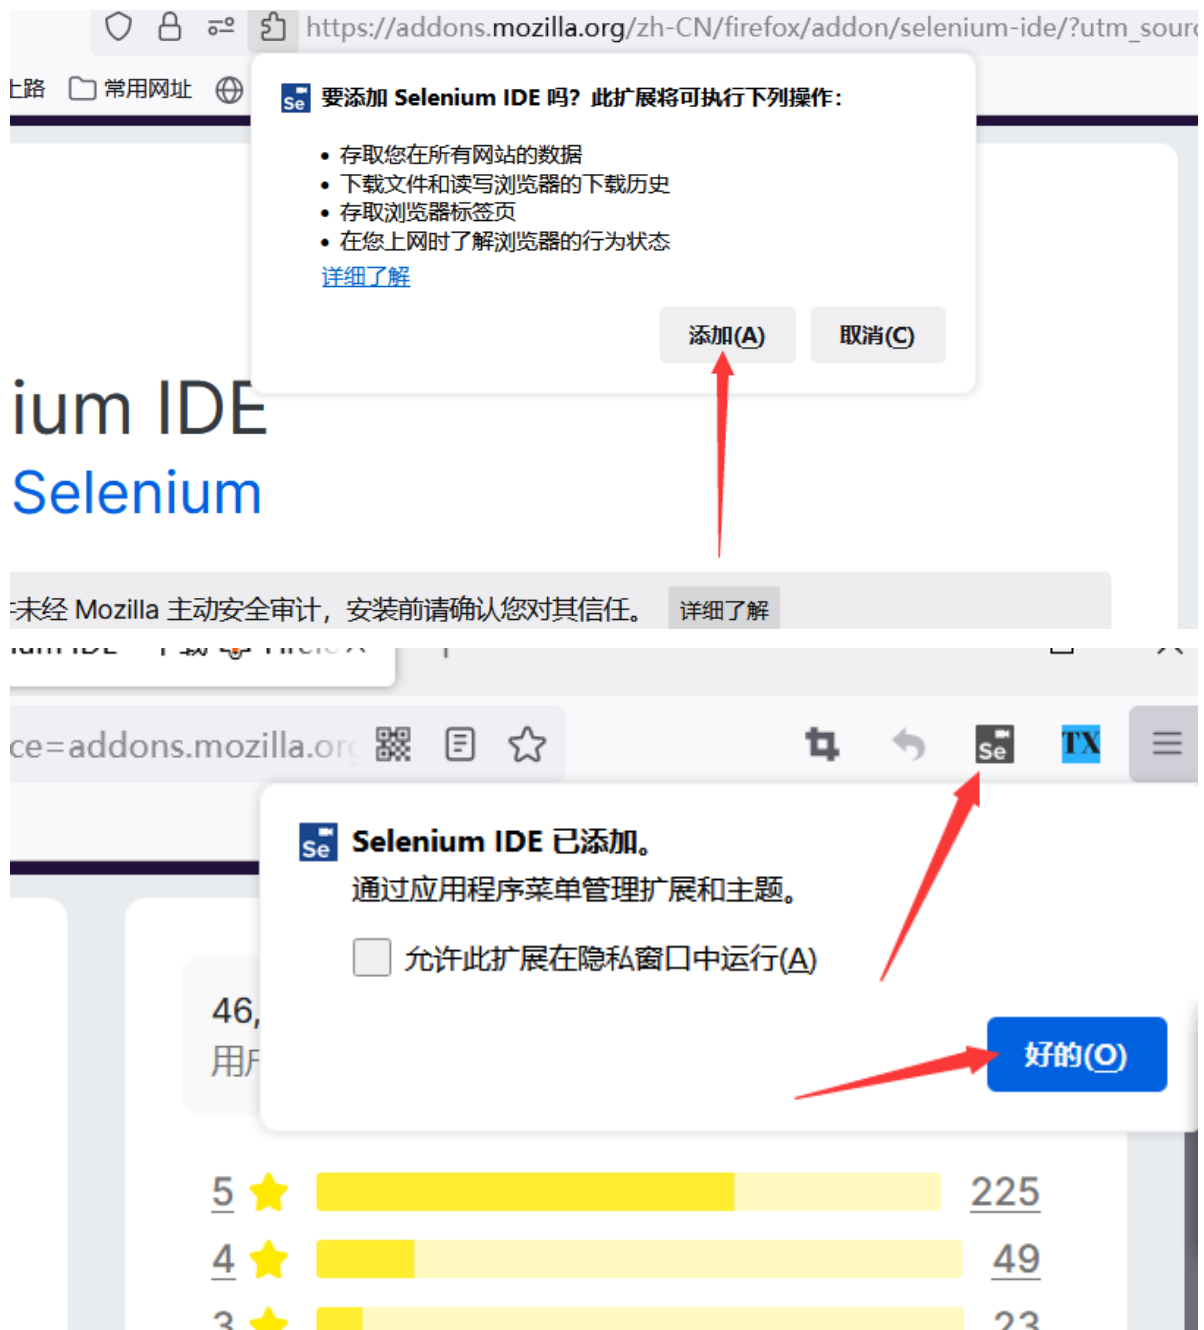 https://addons.mozilla.org/zh-CN/firefox/addon/selenium-ide/?utm_sourc
上路 常用网址
Se 要添加 Selenium IDE 吗？此扩展将可执行下列操作：
• 存取您在所有网站的数据
• 下载文件和读写浏览器的下载历史
• 存取浏览器标签页
• 在您上网时了解浏览器的行为状态
详细了解
添加(A) 取消(C)
ium IDE
Selenium
未经 Mozilla 主动安全审计，安装前请确认您对其信任。 详细了解
ce=addons.mozilla.org Se TX
Se Selenium IDE 已添加。
通过应用程序菜单管理扩展和主题。
允许此扩展在隐私窗口中运行(A)
46,
用户
好的(O)
5 225
4 49
3 23